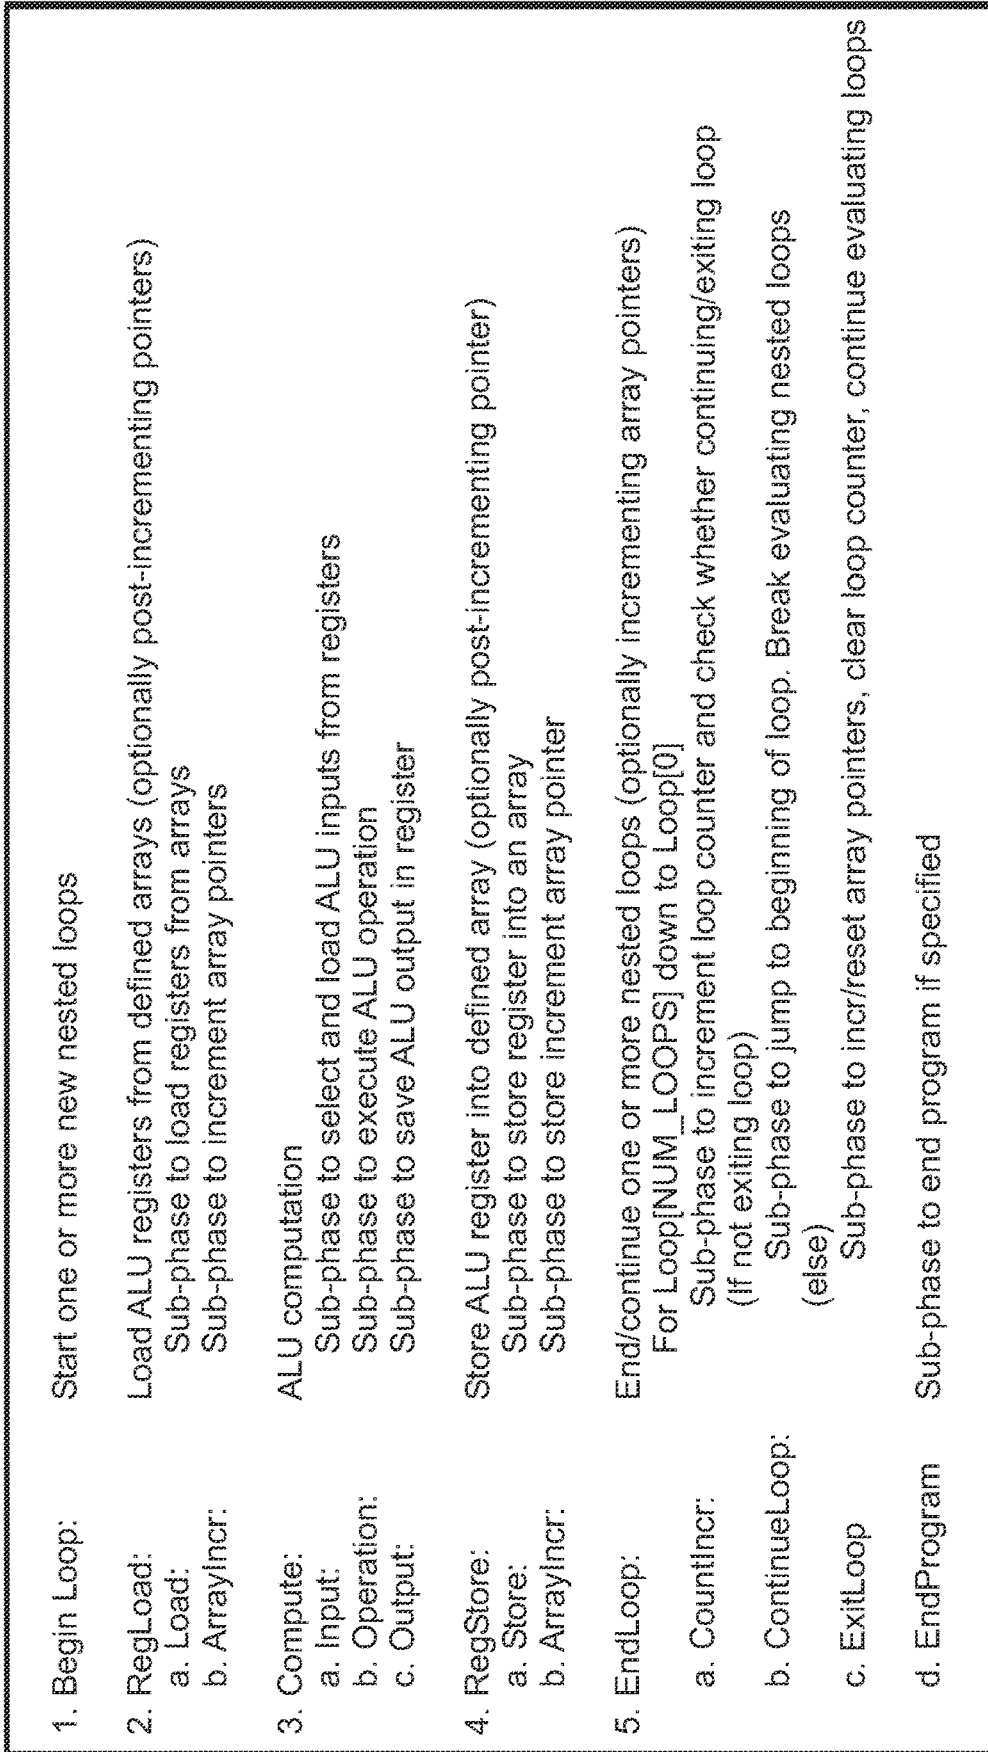 1. Begin Loop: Start one or more new nested loops
2. RegLoad: Load ALU registers from defined arrays (optionally post-incrementing pointers)
a. Load: Sub-phase to load registers from arrays
b. ArrayIncr: Sub-phase to increment array pointers
3. Compute: ALU computation
a. Input: Sub-phase to select and load ALU inputs from registers
b. Operation: Sub-phase to execute ALU operation
c. Output: Sub-phase to save ALU output in register
4. RegStore: Store ALU register into defined array (optionally post-incrementing pointer)
a. Store: Sub-phase to store register into an array
b. ArrayIncr: Sub-phase to store increment array pointer
5. EndLoop: End/continue one or more nested loops (optionally incrementing array pointers)
For Loop[NUM_LOOPS] down to Loop[0]
a. CountIncr: Sub-phase to increment loop counter and check whether continuing/exiting loop
(If not exiting loop)
b. ContinueLoop: Sub-phase to jump to beginning of loop. Break evaluating nested loops
(else)
c. ExitLoop Sub-phase to incr/reset array pointers, clear loop counter, continue evaluating loops
d. EndProgram Sub-phase to end program if specified